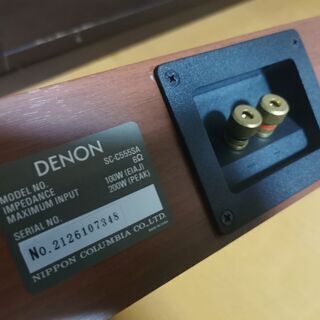 DENON
MODEL NO. SC-C555SA
IMPEDANCE 6Ω
MAXIMUM INPUT 100W (EIAJ)
200W (PEAK)
SERIAL NO.
No. 2126107348
NIPPON COLUMBIA CO., LTD.